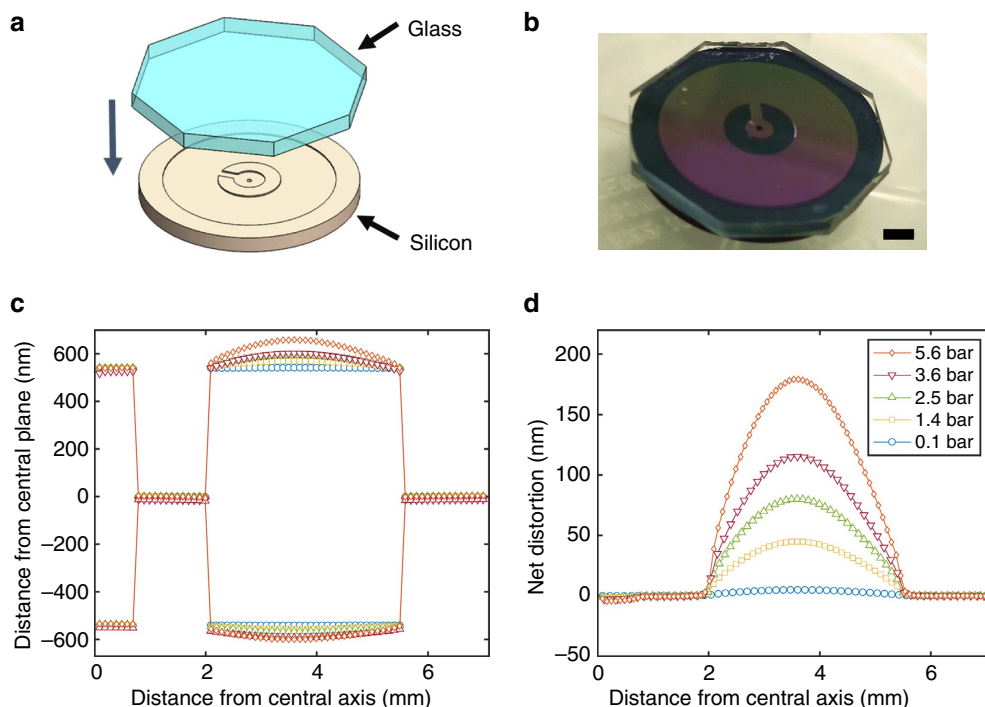 a
Glass
Silicon
b
c
Distance from central plane (nm)
600
400
200
0
−200
−400
−600
0
2
4
6
Distance from central axis (mm)
d
Net distortion (nm)
200
150
100
50
0
−50
0
2
4
6
Distance from central axis (mm)
5.6 bar
3.6 bar
2.5 bar
1.4 bar
0.1 bar